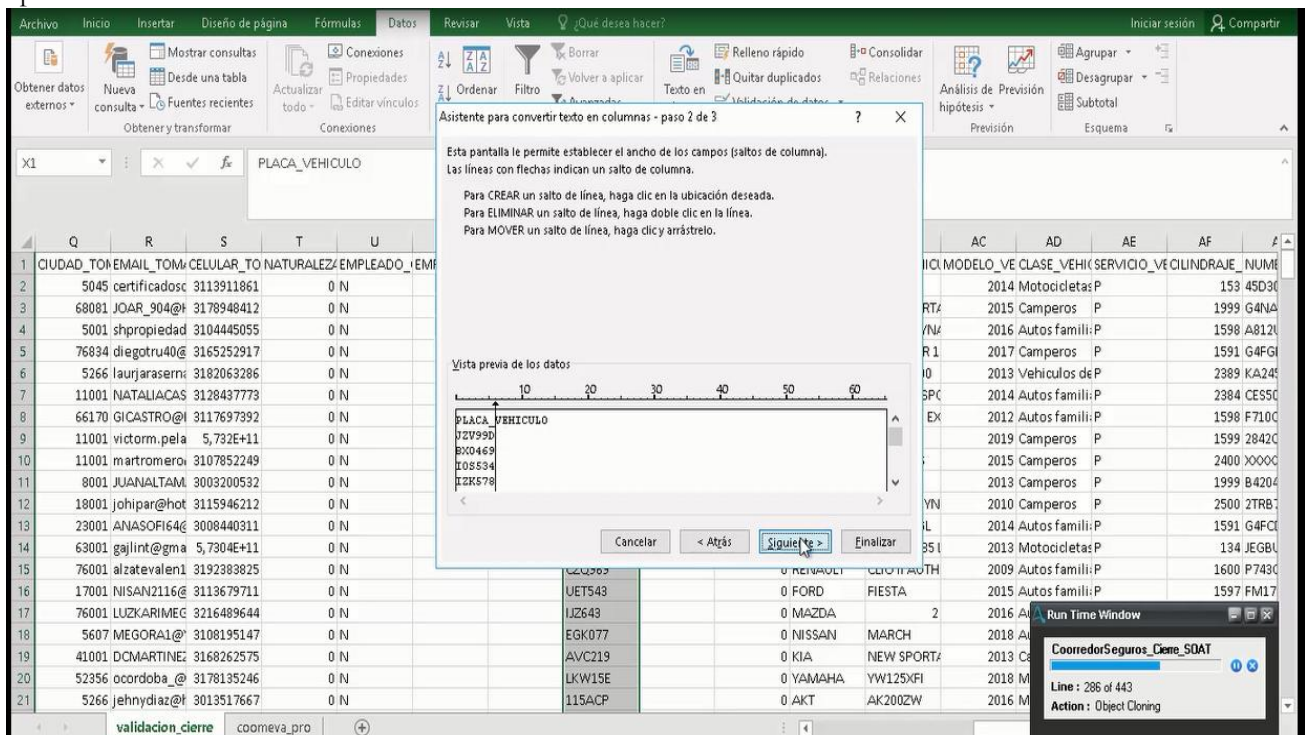 Archivo Inicio Insertar Diseño de página Fórmulas Datos Revisar Vista ¿Qué desea hacer? Iniciar sesión Compartir
Mostrar consultas Conexiones Borrar Relleno rápido Consolidar Agrupar
Desde una tabla Propiedades Volver a aplicar Quitar duplicados Relaciones Desagrupar
Fuentes recientes Editar vínculos Subtotal
Obtener datos externos Nueva consulta Actualizar todo Ordenar Filtro Texto en Análisis de hipótesis Previsión
Obtener y transformar Conexiones Previsión Esquema
X1 fx PLACA_VEHICULO
Asistente para convertir texto en columnas - paso 2 de 3 ? X
Esta pantalla le permite establecer el ancho de los campos (saltos de columna).
Las líneas con flechas indican un salto de columna.
Para CREAR un salto de línea, haga clic en la ubicación deseada.
Para ELIMINAR un salto de línea, haga doble clic en la línea.
Para MOVER un salto de línea, haga clic y arrástrelo.
Vista previa de los datos
10 20 30 40 50 60
PLACA_VEHICULO
JZV99D
BXO469
IOS534
IZK578
Cancelar < Atrás Siguiente > Finalizar
Q R S T U AC AD AE AF
1 CIUDAD_TOM EMAIL_TOMA CELULAR_TO NATURALEZA EMPLEADO_ MODELO_VE CLASE_VEHI SERVICIO_VE CILINDRAJE_ NUME
2 5045 certificadosc 3113911861 0 N 2014 Motocicletas P 153 45D30
3 68081 JOAR_904@H 3178948412 0 N 2015 Camperos P 1999 G4NA
4 5001 shpropiedad 3104445055 0 N 2016 Autos famili P 1598 A812U
5 76834 diegotru40@ 3165252917 0 N 2017 Camperos P 1591 G4FG
6 5266 laurjaraserna 3182063286 0 N 2013 Vehiculos de P 2389 KA24
7 11001 NATALIACAS 3128437773 0 N 2014 Autos famili P 2384 CES5
8 66170 GICASTRO@ 3117697392 0 N 2012 Autos famili P 1598 F710
9 11001 victorm.pela 5,732E+11 0 N 2019 Camperos P 1599 2842
10 11001 martromero 3107852249 0 N 2015 Camperos P 2400 XXXX
11 8001 JUANALTAM 3003200532 0 N 2013 Camperos P 1999 B4204
12 18001 johipar@hot 3115946212 0 N 2010 Camperos P 2500 2TRB
13 23001 ANASOFI64@ 3008440311 0 N 2014 Autos famili P 1591 G4FC
14 63001 gajlint@gma 5,7304E+11 0 N 2013 Motocicletas P 134 JEGB
15 76001 alzatevalen1 3192383825 0 N CZQ969 0 RENAULT 2009 Autos famili P 1600 P743
16 17001 NISAN2116@ 3113679711 0 N UET543 0 FORD FIESTA 2015 Autos famili P 1597 FM17
17 76001 LUZKARIMEG 3216489644 0 N IJZ643 0 MAZDA 2 2016
18 5607 MEGORA1@ 3108195147 0 N EGK077 0 NISSAN MARCH 2018
19 41001 DCMARTINEZ 3168262575 0 N AVC219 0 KIA NEW SPORTA 2013
20 52356 ocordoba_@ 3178135246 0 N LKW15E 0 YAMAHA YW125XFI 2018
21 5266 jehnydiaz@h 3013517667 0 N 115ACP 0 AKT AK200ZW 2016
Run Time Window
CoorredorSeguros_Cierre_SOAT
Line : 286 of 443
Action : Object Cloning
validacion_cierre coomeva_pro